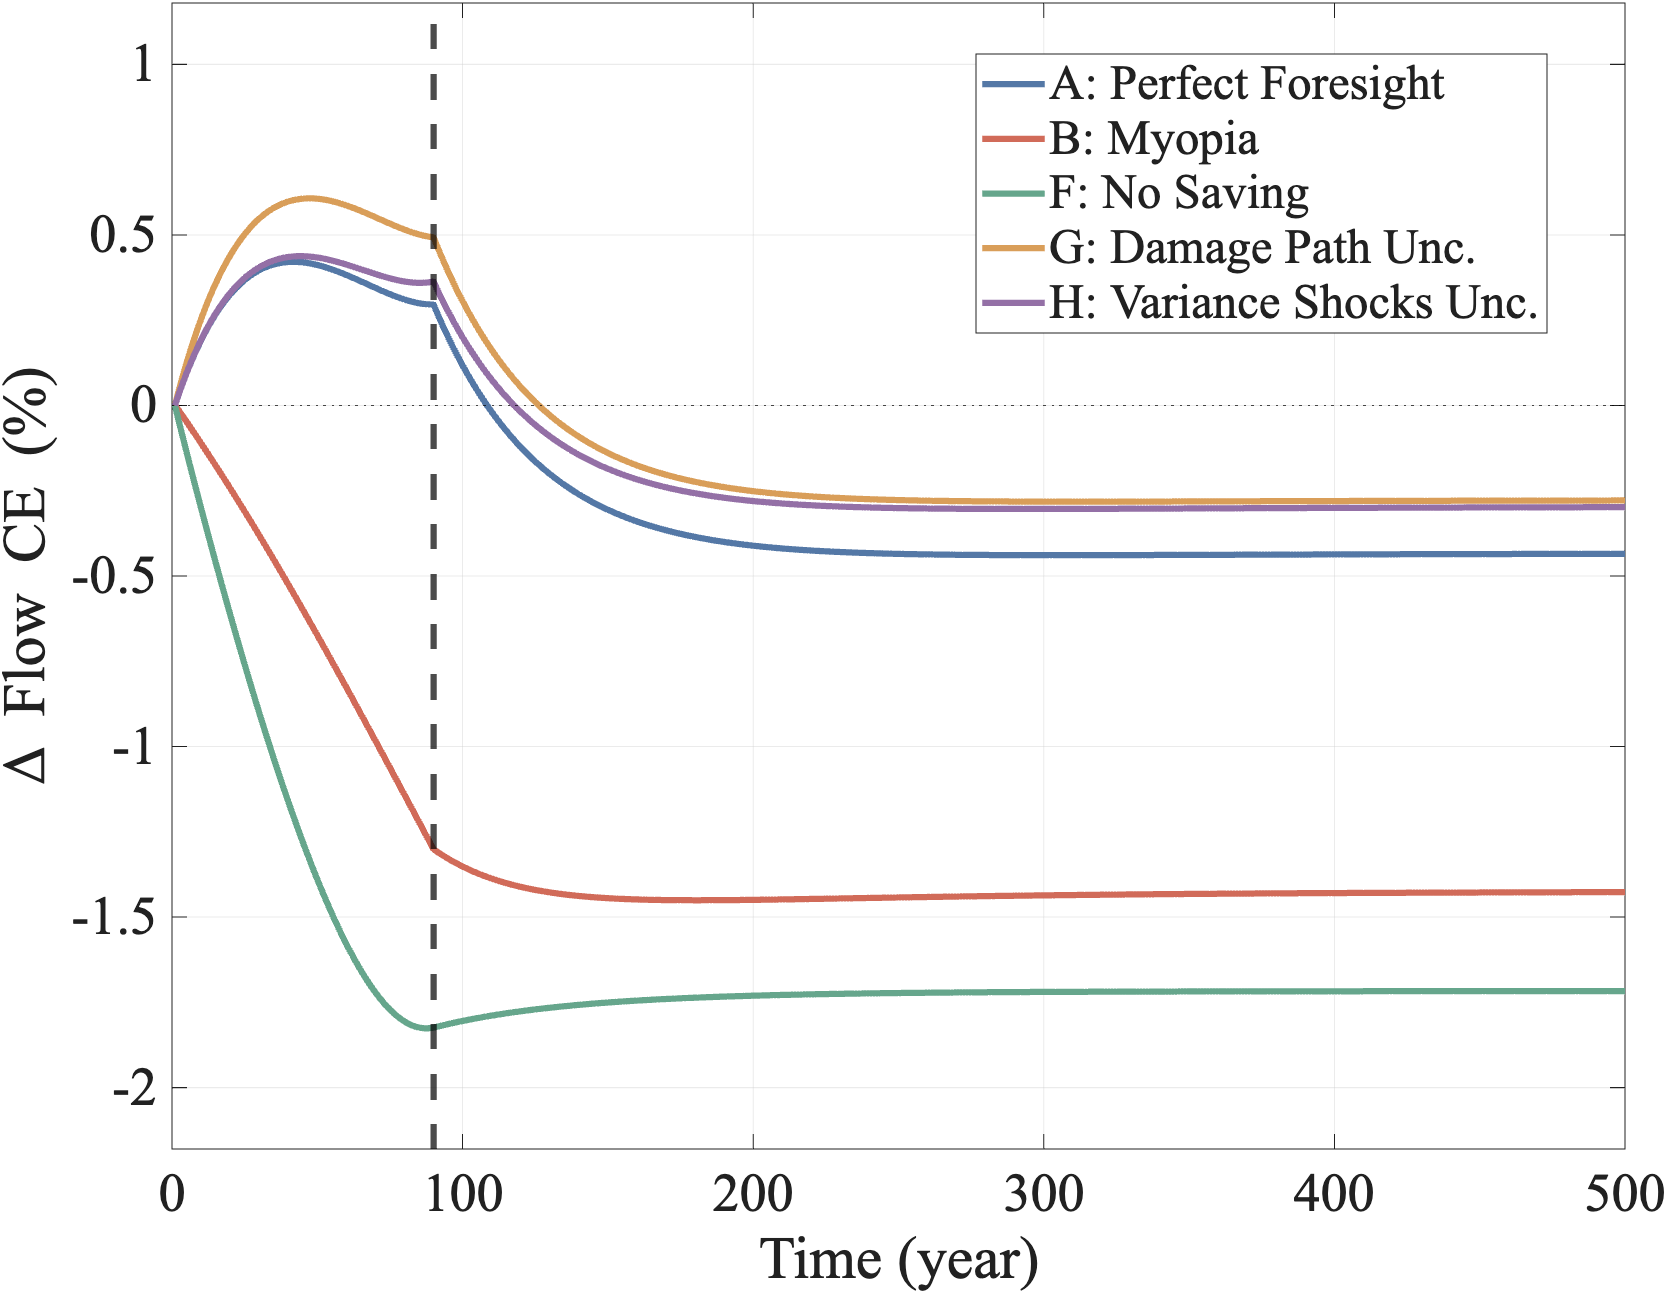 1
0.5
0
-0.5
-1
-1.5
-2
Δ Flow CE (%)
A: Perfect Foresight
B: Myopia
F: No Saving
G: Damage Path Unc.
H: Variance Shocks Unc.
0 100 200 300 400 500
Time (year)